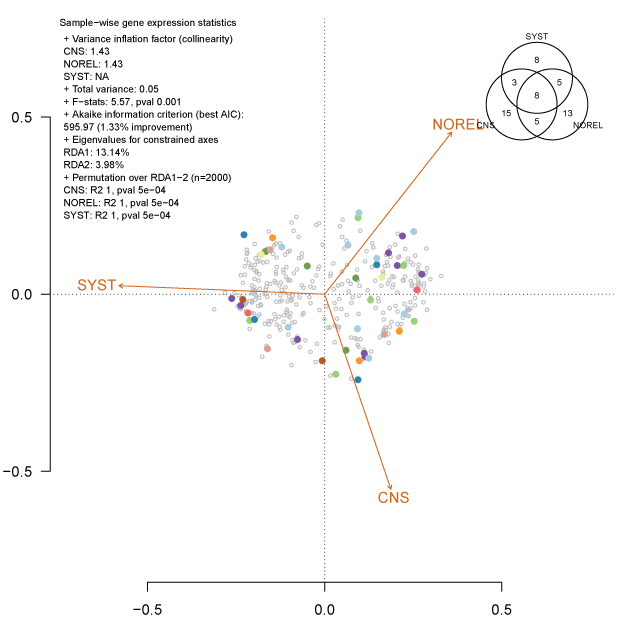 Sample-wise gene expression statistics
+ Variance inflation factor (collinearity)
CNS: 1.43
NOREL: 1.43
SYST: NA
+ Total variance: 0.05
+ F-stats: 5.57, pval 0.001
+ Akaike information criterion (best AIC):
595.97 (1.33% improvement)
+ Eigenvalues for constrained axes
RDA1: 13.14%
RDA2: 3.98%
+ Permutation over RDA1−2 (n=2000)
CNS: R2 1, pval 5e−04
NOREL: R2 1, pval 5e−04
SYST: R2 1, pval 5e−04
SYST
8
3 5
8
15 13
5
CNS NOREL
NOREL
SYST
CNS
0.5
0.0
−0.5
−0.5 0.0 0.5